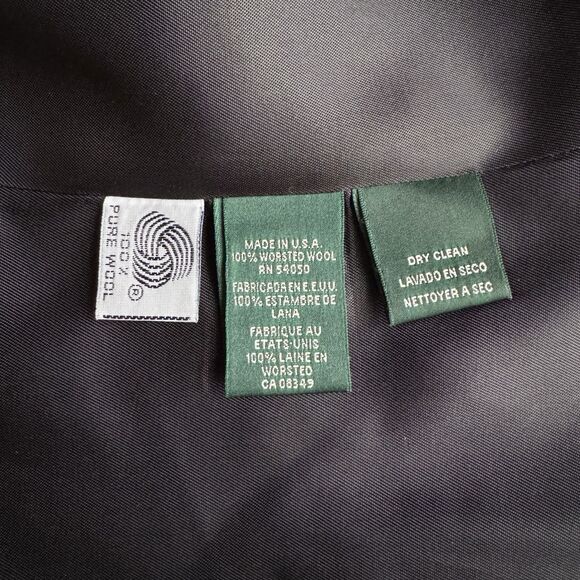 100%
PURE WOOL
®
MADE IN U.S.A.
100% WORSTED WOOL
RN 54050
FABRICADA EN E.E.U.U.
100% ESTAMBRE DE
LANA
FABRIQUE AU
ETATS-UNIS
100% LAINE EN
WORSTED
CA 08349
DRY CLEAN
LAVADO EN SECO
NETTOYER A SEC